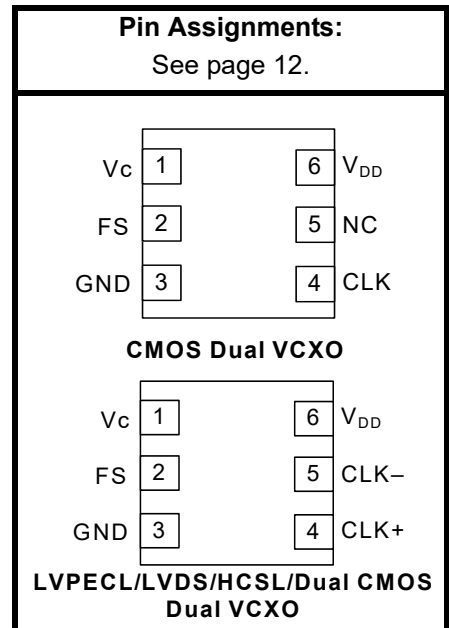 Pin Assignments:
See page 12.
Vc 1 6 VDD
FS 2 5 NC
GND 3 4 CLK
CMOS Dual VCXO
Vc 1 6 VDD
FS 2 5 CLK–
GND 3 4 CLK+
LVPECL/LVDS/HCSL/Dual CMOS
Dual VCXO